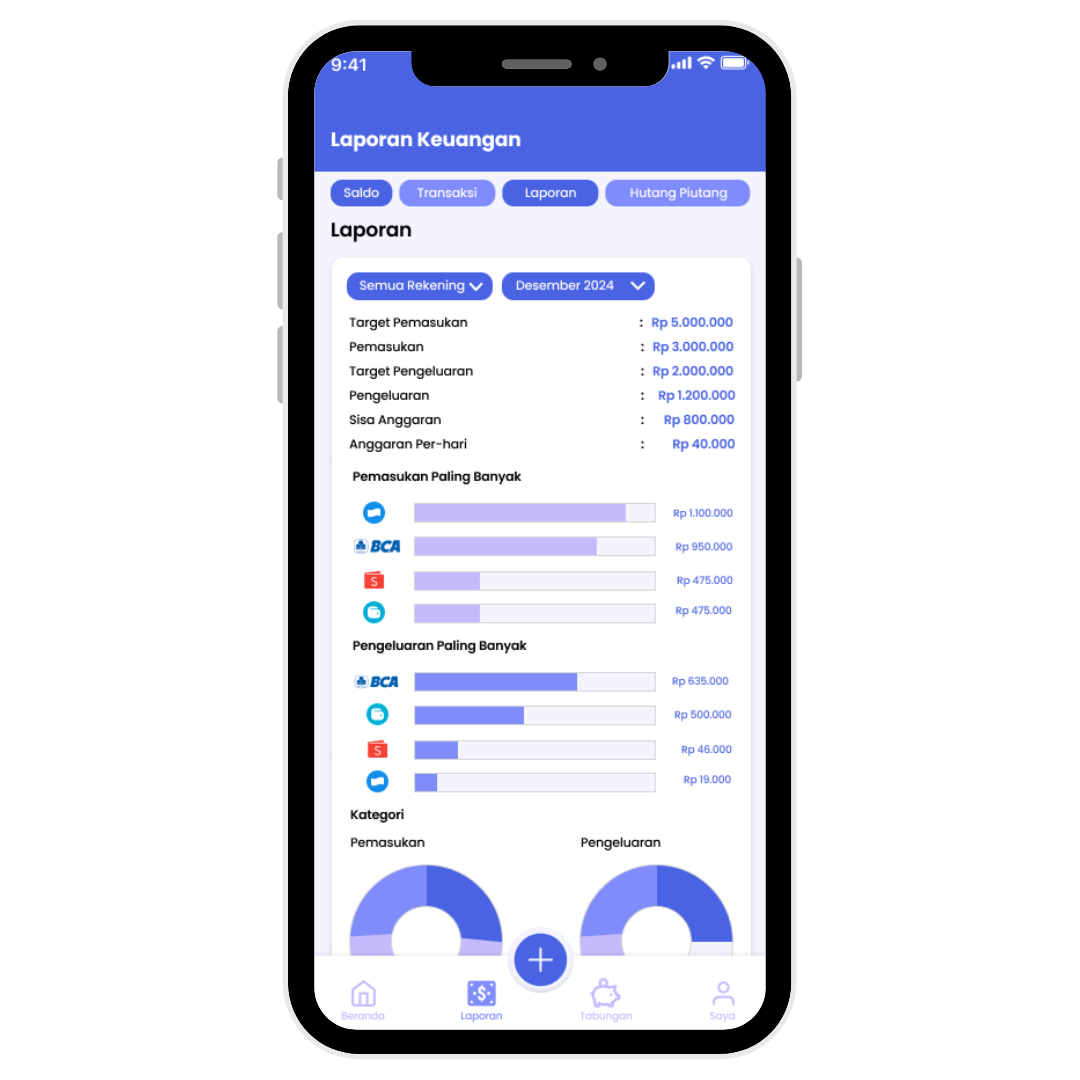 9:41
Laporan Keuangan
Saldo Transaksi Laporan Hutang Piutang
Laporan
Semua Rekening Desember 2024
Target Pemasukan : Rp 5.000.000
Pemasukan : Rp 3.000.000
Target Pengeluaran : Rp 2.000.000
Pengeluaran : Rp 1.200.000
Sisa Anggaran : Rp 800.000
Anggaran Per-hari : Rp 40.000
Pemasukan Paling Banyak
Rp 1.100.000
BCA Rp 950.000
S Rp 475.000
Rp 475.000
Pengeluaran Paling Banyak
BCA Rp 635.000
Rp 500.000
S Rp 46.000
Rp 19.000
Kategori
Pemasukan Pengeluaran
Beranda Laporan Tabungan Saya